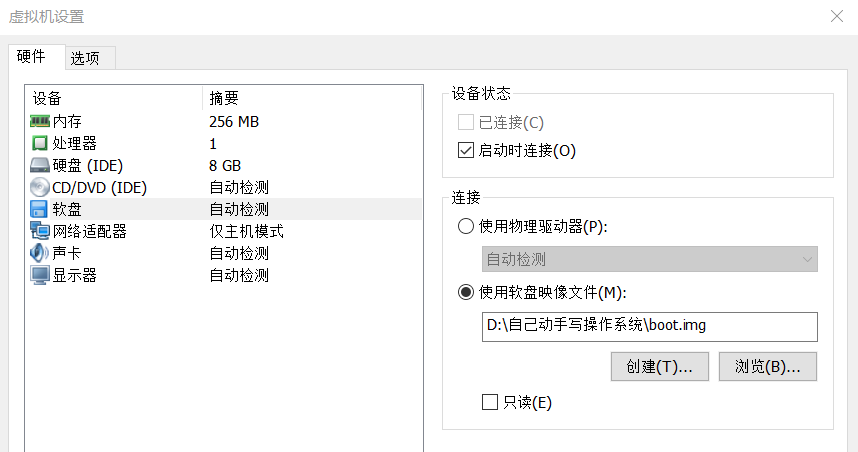 虚拟机设置
硬件 选项
设备 摘要
内存 256 MB
处理器 1
硬盘 (IDE) 8 GB
CD/DVD (IDE) 自动检测
软盘 自动检测
网络适配器 仅主机模式
声卡 自动检测
显示器 自动检测
设备状态
已连接(C)
启动时连接(O)
连接
使用物理驱动器(P):
自动检测
使用软盘映像文件(M):
D:\自己动手写操作系统\boot.img
创建(T)... 浏览(B)...
只读(E)